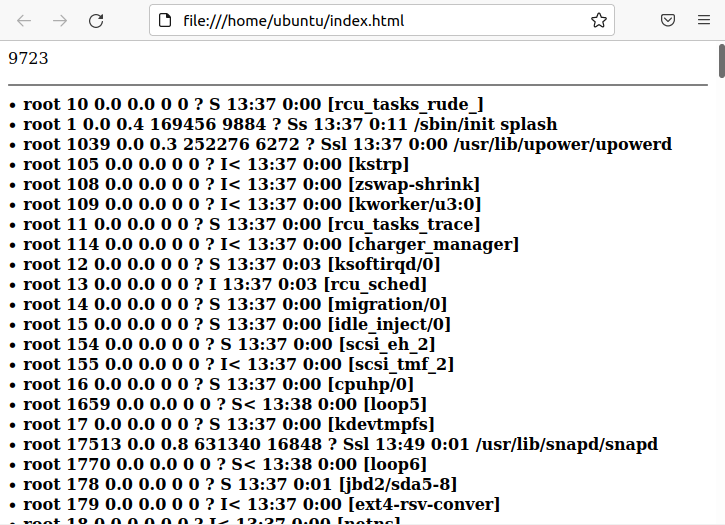 file:///home/ubuntu/index.html
9723
• root 10 0.0 0.0 0 0 ? S 13:37 0:00 [rcu_tasks_rude_]
• root 1 0.0 0.4 169456 9884 ? Ss 13:37 0:11 /sbin/init splash
• root 1039 0.0 0.3 252276 6272 ? Ssl 13:37 0:00 /usr/lib/upower/upowerd
• root 105 0.0 0.0 0 0 ? I< 13:37 0:00 [kstrp]
• root 108 0.0 0.0 0 0 ? I< 13:37 0:00 [zswap-shrink]
• root 109 0.0 0.0 0 0 ? I< 13:37 0:00 [kworker/u3:0]
• root 11 0.0 0.0 0 0 ? S 13:37 0:00 [rcu_tasks_trace]
• root 114 0.0 0.0 0 0 ? I< 13:37 0:00 [charger_manager]
• root 12 0.0 0.0 0 0 ? S 13:37 0:03 [ksoftirqd/0]
• root 13 0.0 0.0 0 0 ? I 13:37 0:03 [rcu_sched]
• root 14 0.0 0.0 0 0 ? S 13:37 0:00 [migration/0]
• root 15 0.0 0.0 0 0 ? S 13:37 0:00 [idle_inject/0]
• root 154 0.0 0.0 0 0 ? S 13:37 0:00 [scsi_eh_2]
• root 155 0.0 0.0 0 0 ? I< 13:37 0:00 [scsi_tmf_2]
• root 16 0.0 0.0 0 0 ? S 13:37 0:00 [cpuhp/0]
• root 1659 0.0 0.0 0 0 ? S< 13:38 0:00 [loop5]
• root 17 0.0 0.0 0 0 ? S 13:37 0:00 [kdevtmpfs]
• root 17513 0.0 0.8 631340 16848 ? Ssl 13:49 0:01 /usr/lib/snapd/snapd
• root 1770 0.0 0.0 0 0 ? S< 13:38 0:00 [loop6]
• root 178 0.0 0.0 0 0 ? S 13:37 0:01 [jbd2/sda5-8]
• root 179 0.0 0.0 0 0 ? I< 13:37 0:00 [ext4-rsv-conver]
• root 18 0.0 0.0 0 0 ? I< 13:37 0:00 [netns]